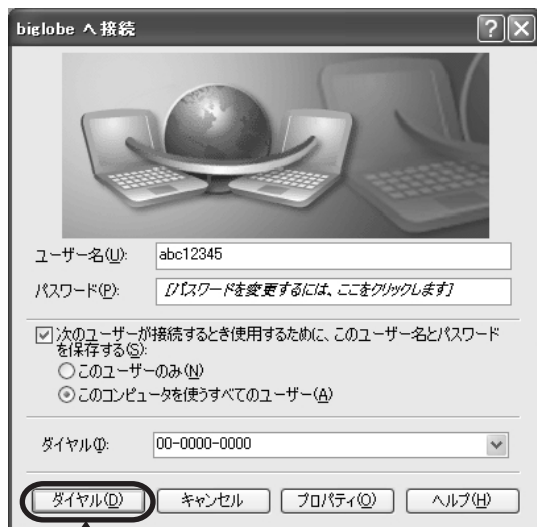 biglobe へ接続
ユーザー名(U): abc12345
パスワード(P): [パスワードを変更するには、ここをクリックします]
次のユーザーが接続するとき使用するために、このユーザー名とパスワード
を保存する(S):
このユーザーのみ(N)
このコンピュータを使うすべてのユーザー(A)
ダイヤル(I): 00-0000-0000
ダイヤル(D) キャンセル プロパティ(O) ヘルプ(H)